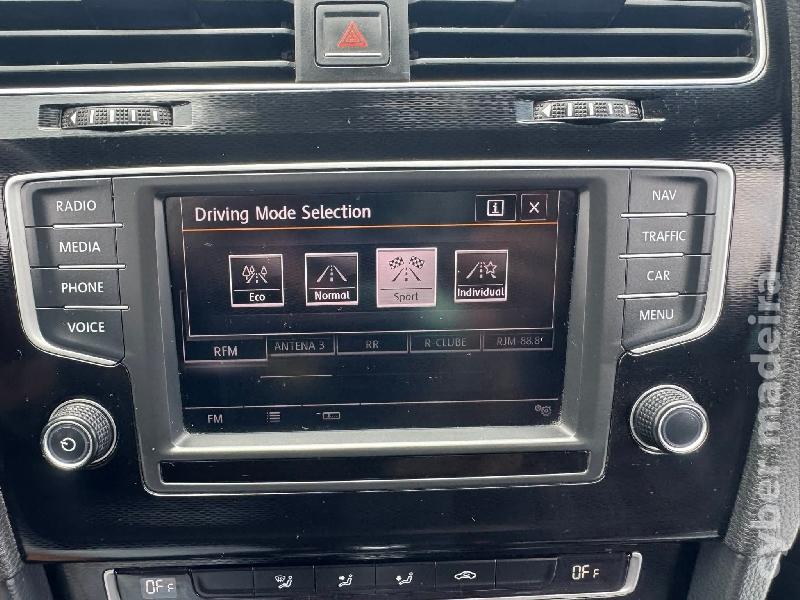 RADIO
MEDIA
PHONE
VOICE
Driving Mode Selection
Eco Normal Sport Individual
RFM ANTENA 3 RR R-CLUBE RJM 88.8
FM
NAV
TRAFFIC
CAR
MENU
OFF OFF
cyber madeira